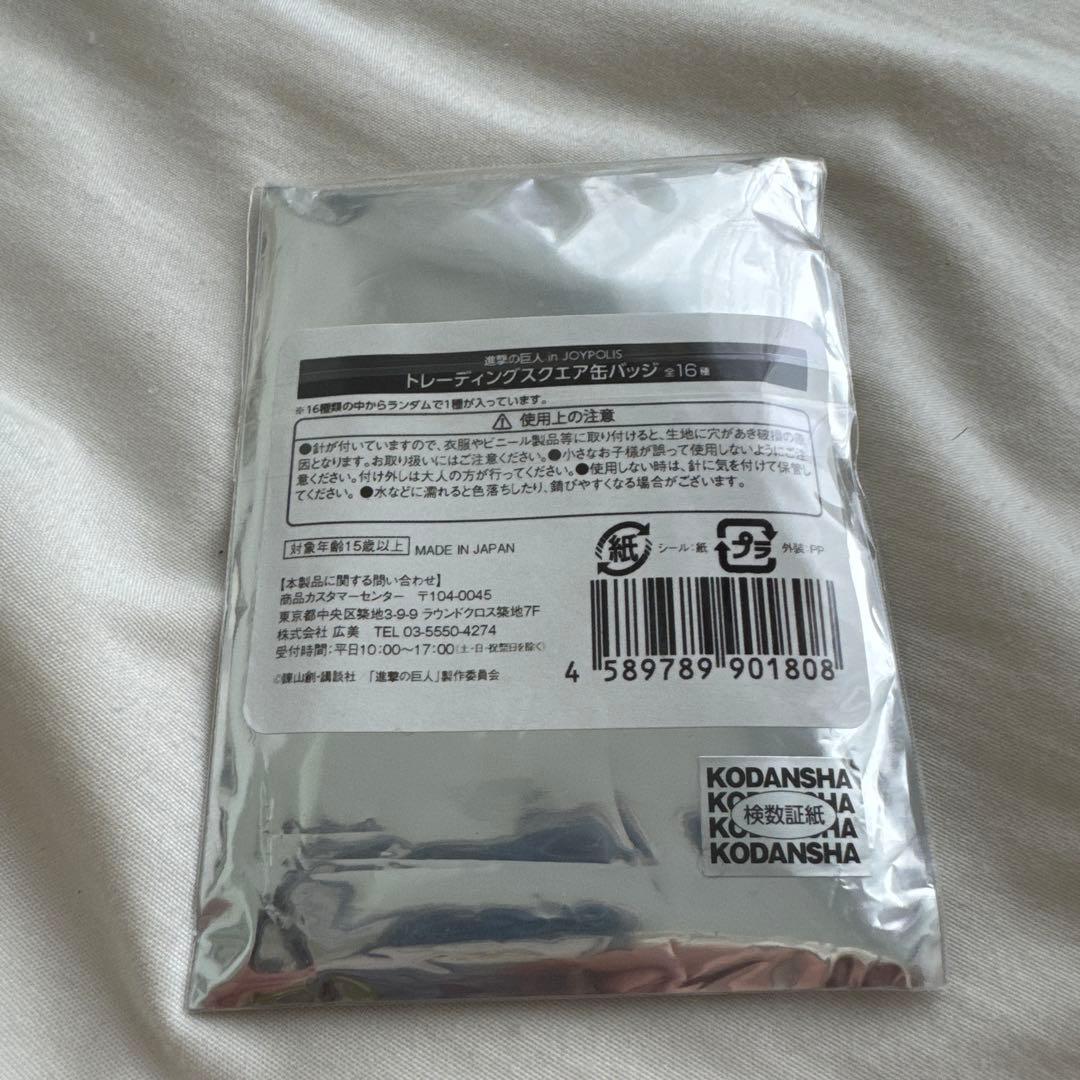 進撃の巨人 in JOYPOLIS
トレーディングスクエア缶バッジ 全16種
※16種類の中からランダムで1種が入っています。
⚠ 使用上の注意
●針が付いていますので、衣服やビニール製品等に取り付けると、生地に穴があき破損の原
因となります。お取り扱いにはご注意ください。●小さなお子様が誤って使用しないようにご注
意ください。付け外しは大人の方が行ってください。●使用しない時は、針に気を付けて保管し
てください。 ●水などに濡れると色落ちしたり、錆びやすくなる場合がございます。
対象年齢15歳以上 MADE IN JAPAN
紙 シール:紙 プラ 外装:PP
【本製品に関する問い合わせ】
商品カスタマーセンター 〒104-0045
東京都中央区築地3-9-9 ラウンドクロス築地7F
株式会社 広美 TEL 03-5550-4274
受付時間:平日10:00〜17:00(土・日・祝祭日を除く)
©諫山創・講談社/「進撃の巨人」製作委員会
4 589789 901808
KODANSHA
KODANSHA
検数証紙
KODANSHA
KODANSHA